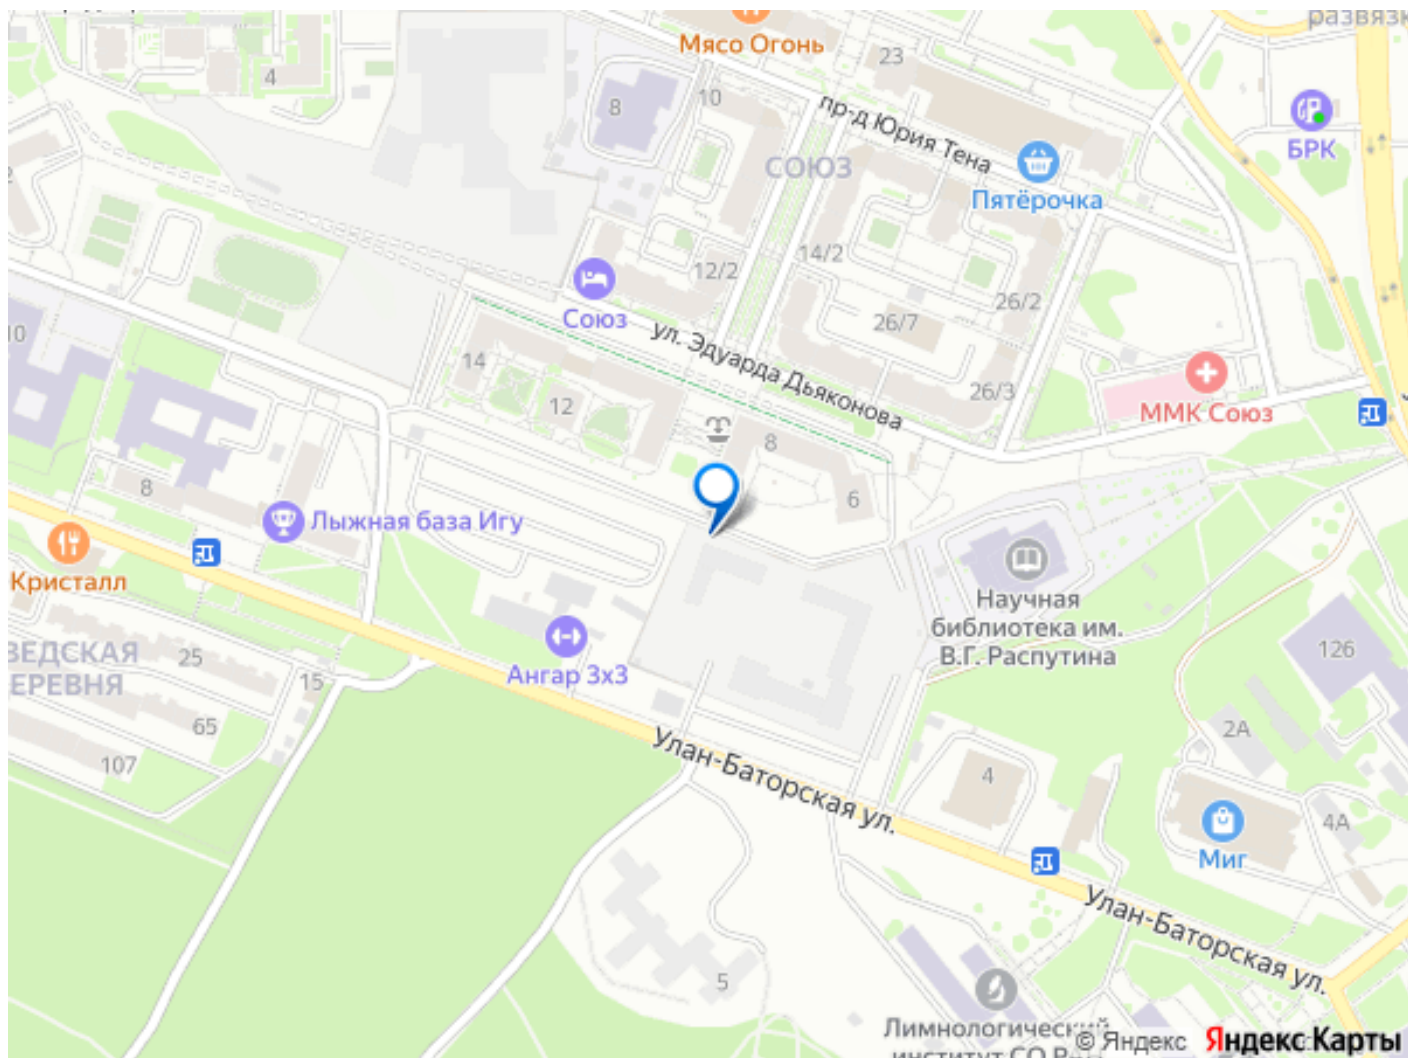 развязк
Мясо Огонь
23
4
8
10
пр-д Юрия Тена
БРК
СОЮЗ
Пятёрочка
12/2
14/2
26/2
Союз
26/7
10
ул. Эдуарда Дьяконова
14
26/3
12
ММК Союз
8
8
6
Лыжная база Игу
Кристалл
Научная
библиотека им.
В.Г. Распутина
ВЕДСКАЯ
ЕРЕВНЯ
25
15
Ангар 3х3
126
65
107
2А
Улан-Баторская ул.
4
4А
Миг
Улан-Баторская ул.
5
Лимнологический
институт СО
© Яндекс Яндекс Карты